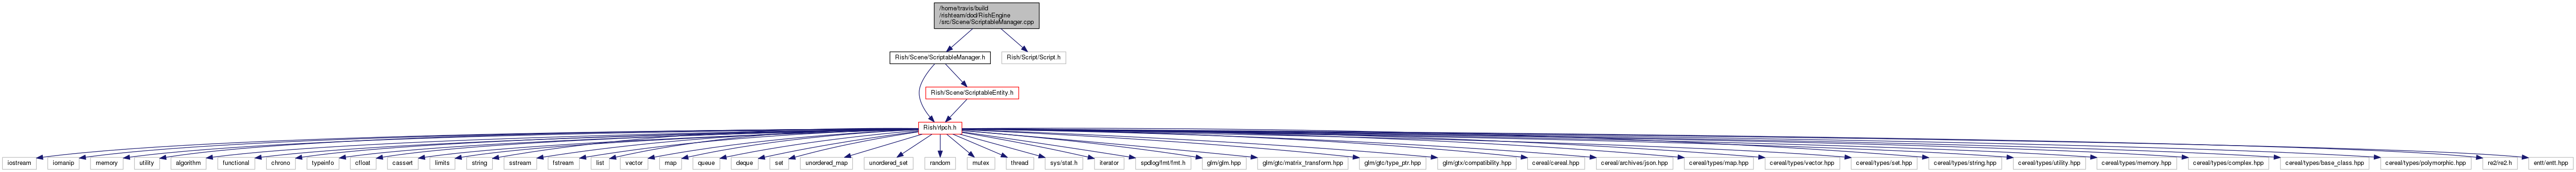 /home/travis/build
/rishteam/dod/RishEngine
/src/Scene/ScriptableManager.cpp
Rish/Scene/ScriptableManager.h
Rish/Script/Script.h
Rish/Scene/ScriptableEntity.h
Rish/rlpch.h
iostream
iomanip
memory
utility
algorithm
functional
chrono
typeinfo
cfloat
cassert
limits
string
sstream
fstream
list
vector
map
queue
deque
set
unordered_map
unordered_set
random
mutex
thread
sys/stat.h
iterator
spdlog/fmt/fmt.h
glm/glm.hpp
glm/gtc/matrix_transform.hpp
glm/gtc/type_ptr.hpp
glm/gtx/compatibility.hpp
cereal/cereal.hpp
cereal/archives/json.hpp
cereal/types/map.hpp
cereal/types/vector.hpp
cereal/types/set.hpp
cereal/types/string.hpp
cereal/types/utility.hpp
cereal/types/memory.hpp
cereal/types/complex.hpp
cereal/types/base_class.hpp
cereal/types/polymorphic.hpp
re2/re2.h
entt/entt.hpp